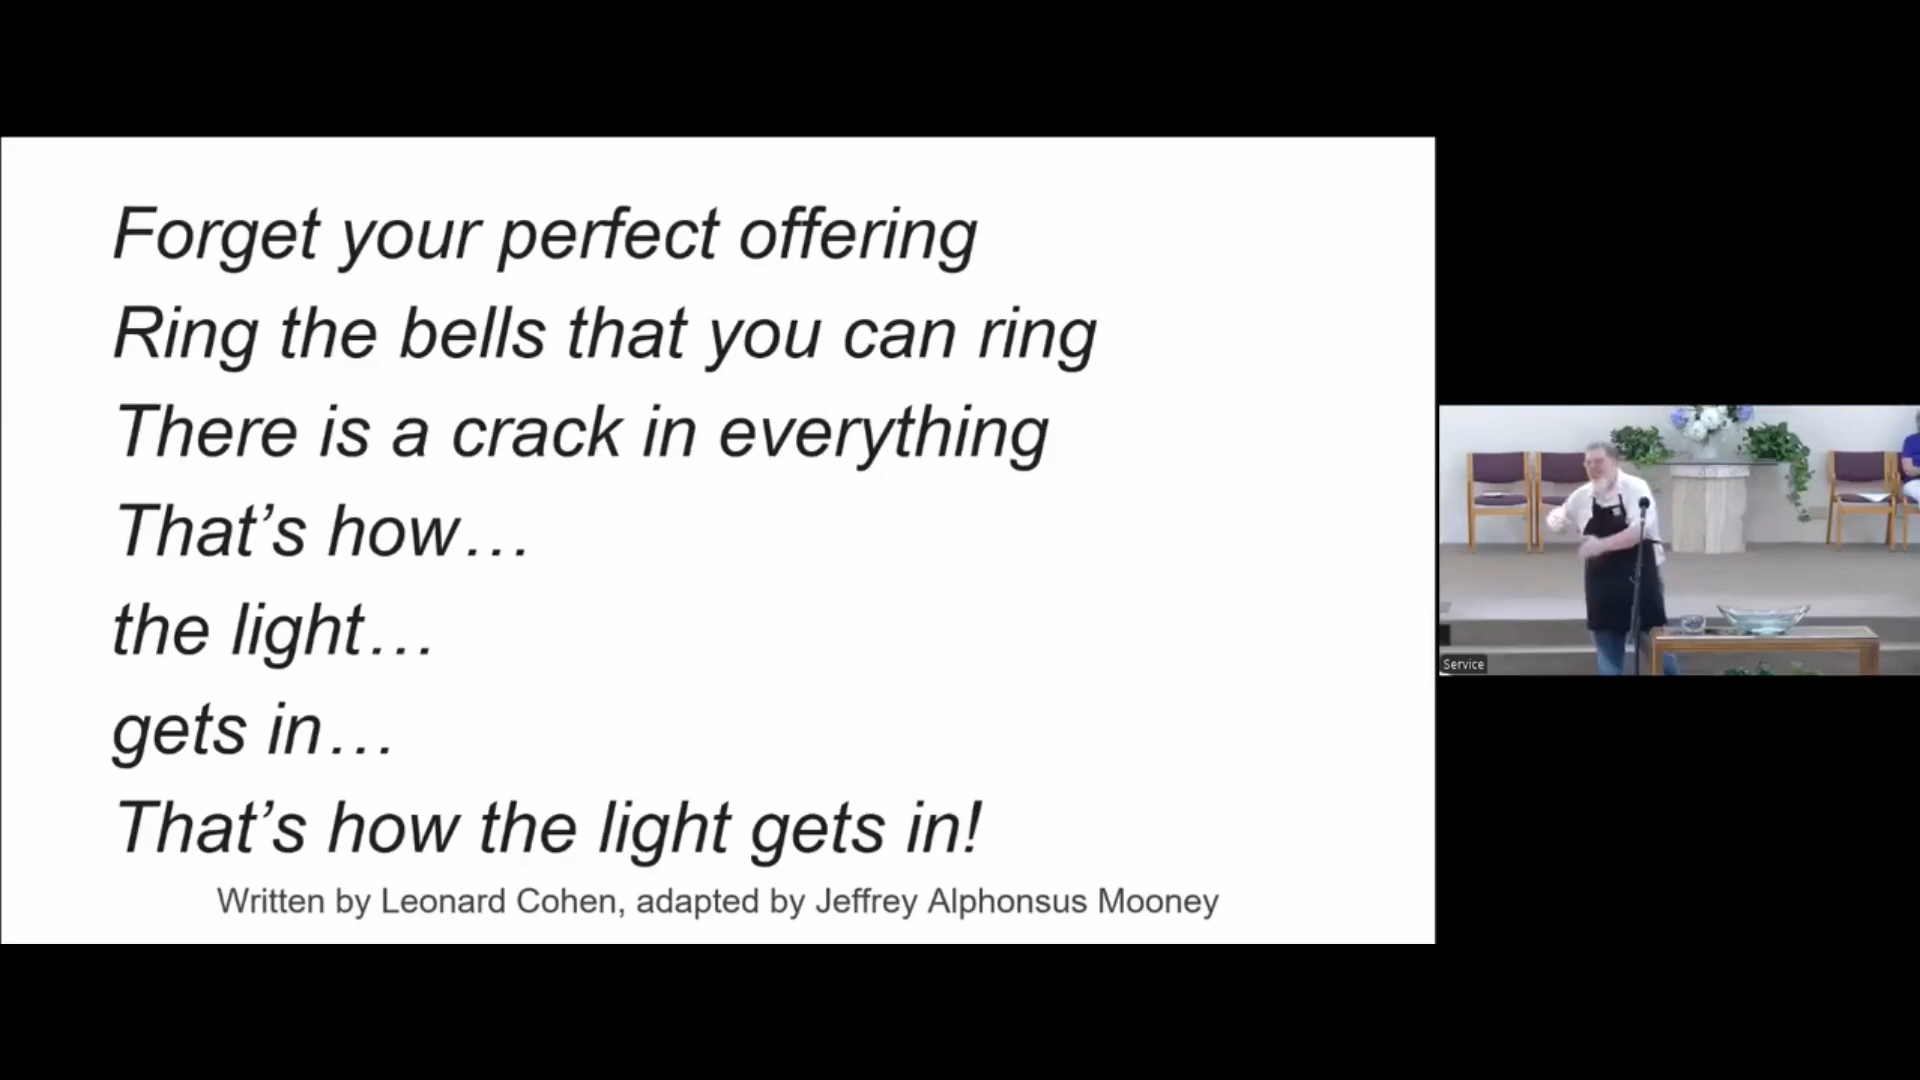 Forget your perfect offering
Ring the bells that you can ring
There is a crack in everything
That’s how…
the light…
gets in…
That’s how the light gets in!
Written by Leonard Cohen, adapted by Jeffrey Alphonsus Mooney
Service